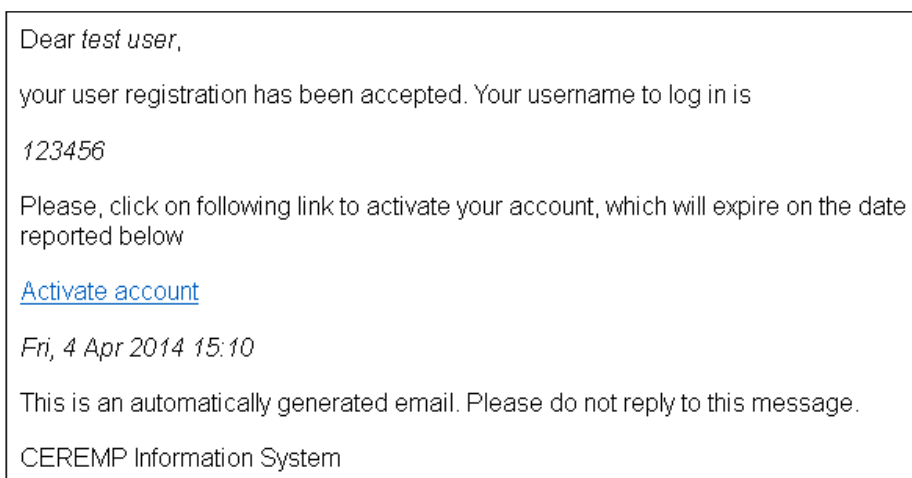 Dear test user,
your user registration has been accepted. Your username to log in is
123456
Please, click on following link to activate your account, which will expire on the date
reported below
Activate account
Fri, 4 Apr 2014 15:10
This is an automatically generated email. Please do not reply to this message.
CEREMP Information System